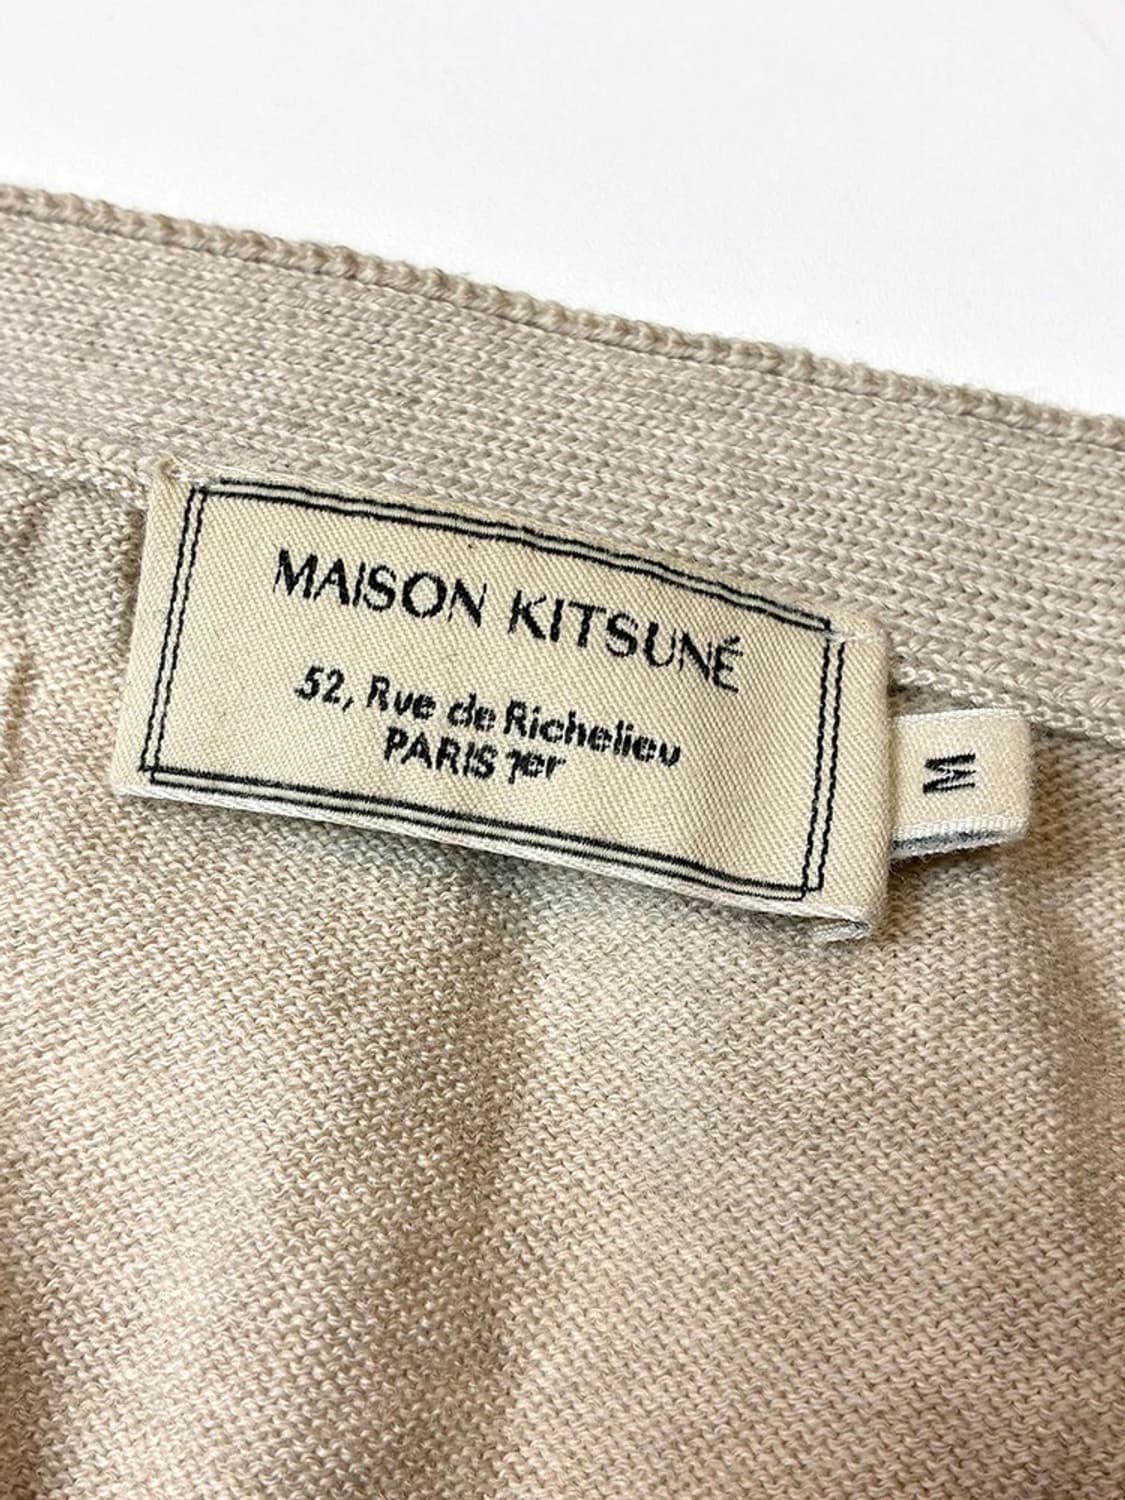 MAISON KITSUNÉ
52, Rue de Richelieu
PARIS 1er
M